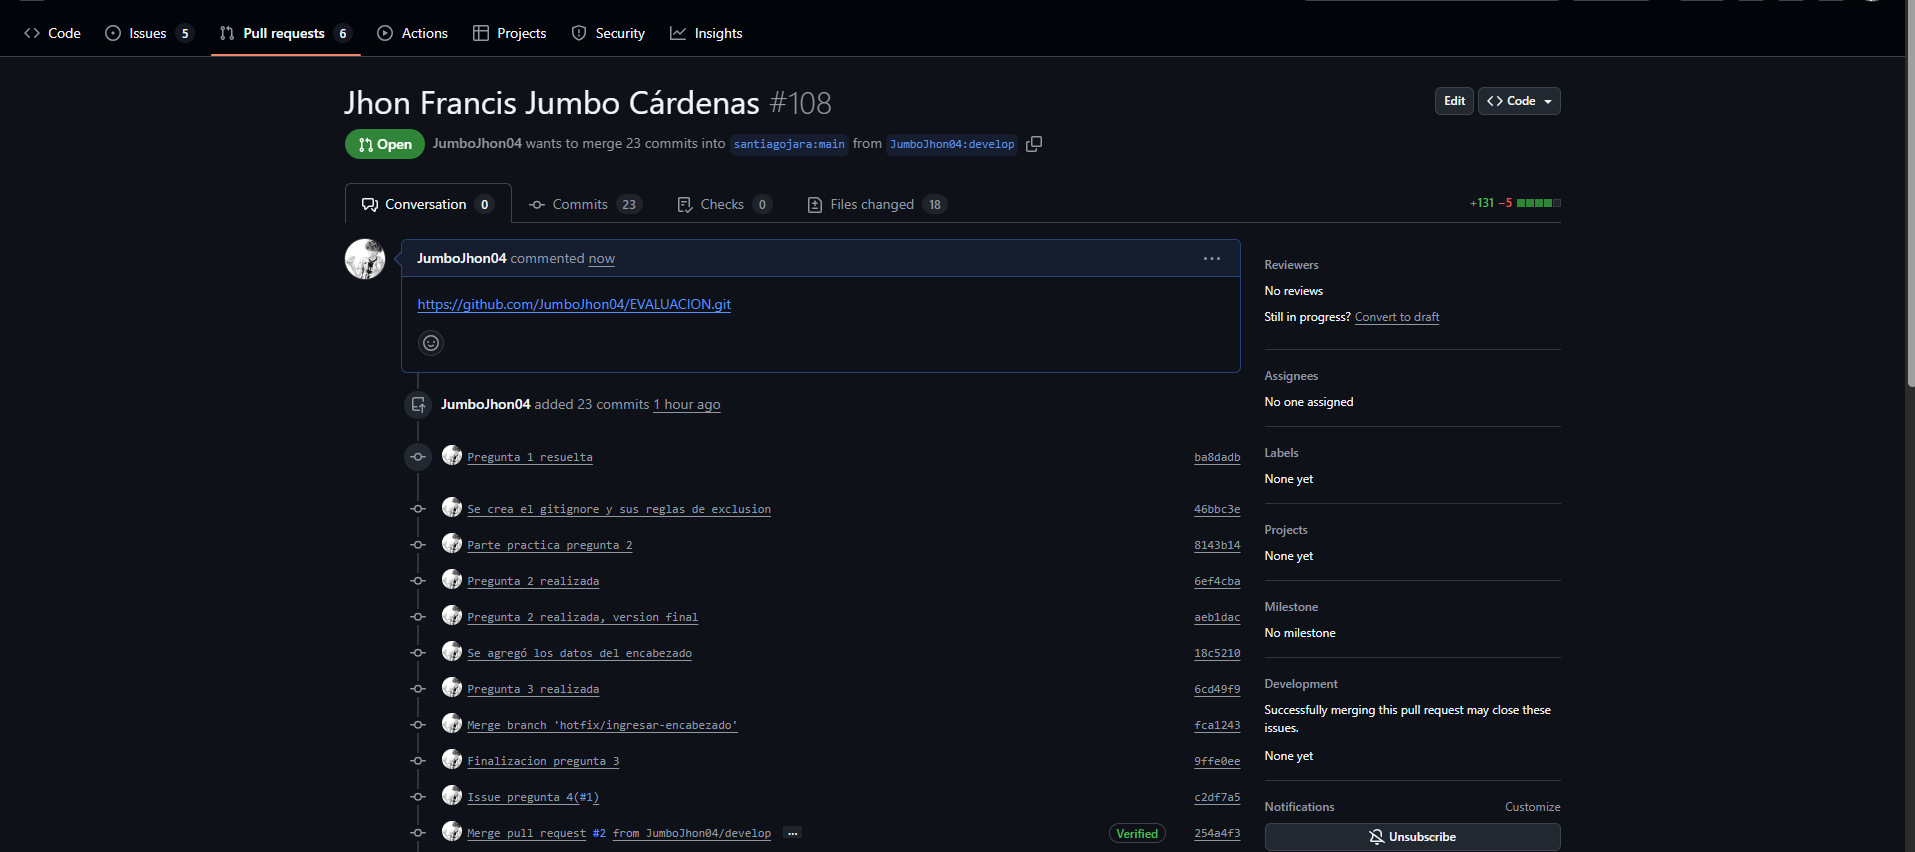 Code Issues 5 Pull requests 6 Actions Projects Security Insights
Jhon Francis Jumbo Cárdenas #108
Edit Code
Open JumboJhon04 wants to merge 23 commits into santiagojara:main from JumboJhon04:develop
Conversation 0 Commits 23 Checks 0 Files changed 18
+131 −5
JumboJhon04 commented now
https://github.com/JumboJhon04/EVALUACION.git
JumboJhon04 added 23 commits 1 hour ago
Pregunta 1 resuelta ba8dadb
Se crea el gitignore y sus reglas de exclusion 46bbc3e
Parte practica pregunta 2 8143b14
Pregunta 2 realizada 6ef4cba
Pregunta 2 realizada, version final aeb1dac
Se agregó los datos del encabezado 18c5210
Pregunta 3 realizada 6cd49f9
Merge branch 'hotfix/ingresar-encabezado' fca1243
Finalizacion pregunta 3 9ffe0ee
Issue pregunta 4(#1) c2df7a5
Merge pull request #2 from JumboJhon04/develop ... Verified 254a4f3
Reviewers
No reviews
Still in progress? Convert to draft
Assignees
No one assigned
Labels
None yet
Projects
None yet
Milestone
No milestone
Development
Successfully merging this pull request may close these
issues.
None yet
Notifications Customize
Unsubscribe